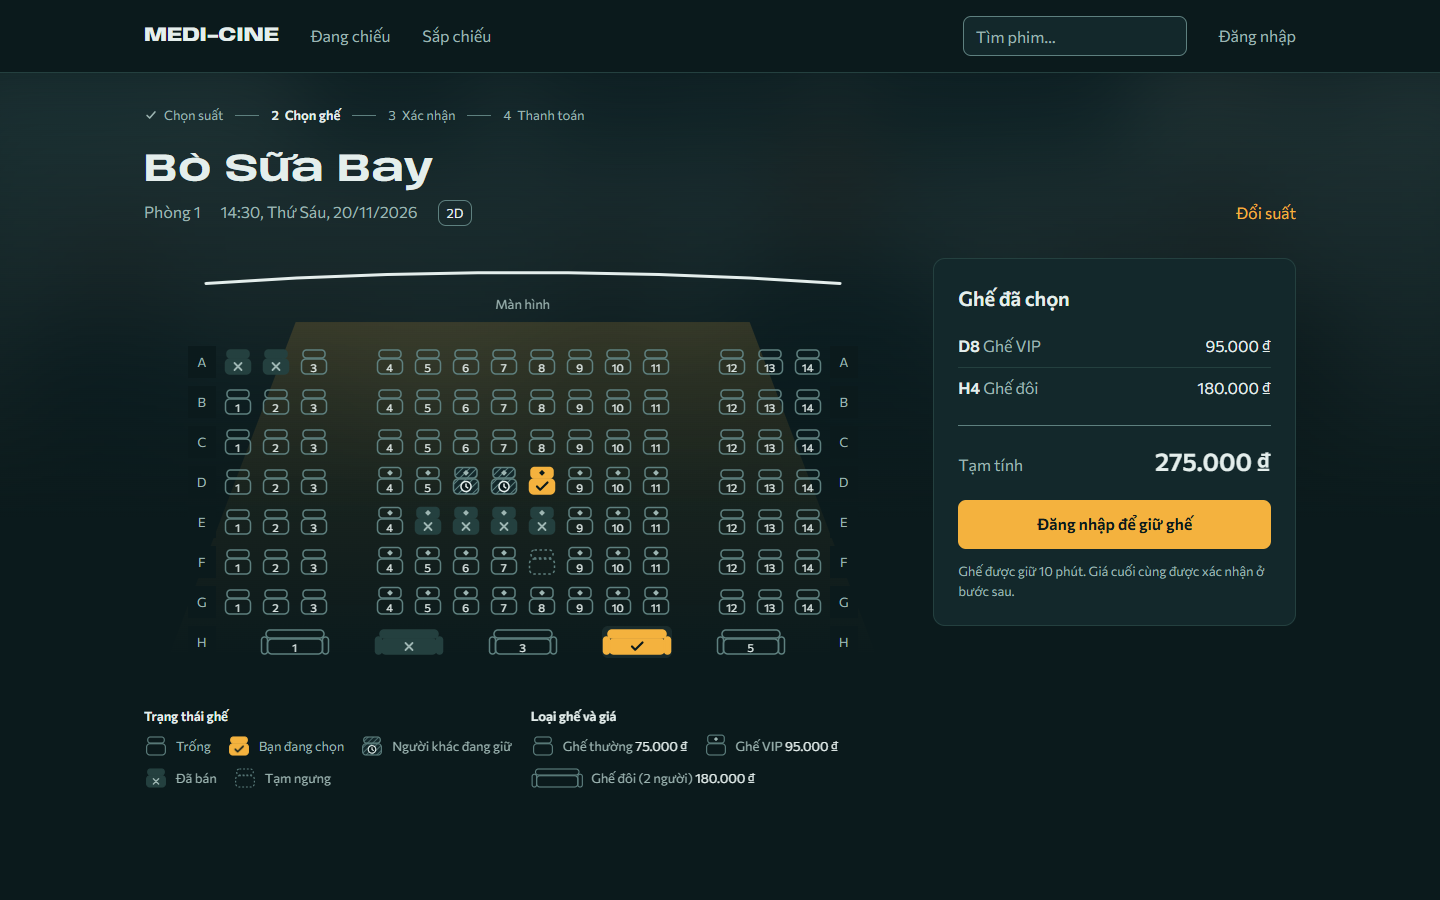 MEDI-CINE Đang chiếu Sắp chiếu Tìm phim... Đăng nhập
Chọn suất 2 Chọn ghế 3 Xác nhận 4 Thanh toán
Bò Sữa Bay
Phòng 1 14:30, Thứ Sáu, 20/11/2026 2D Đổi suất
Màn hình
A 3 4 5 6 7 8 9 10 11 12 13 14 A
B 1 2 3 4 5 6 7 8 9 10 11 12 13 14 B
C 1 2 3 4 5 6 7 8 9 10 11 12 13 14 C
D 1 2 3 4 5 9 10 11 12 13 14 D
E 1 2 3 4 9 10 11 12 13 14 E
F 1 2 3 4 5 6 7 9 10 11 12 13 14 F
G 1 2 3 4 5 6 7 8 9 10 11 12 13 14 G
H 1 3 5 H
Ghế đã chọn
D8 Ghế VIP 95.000 ₫
H4 Ghế đôi 180.000 ₫
Tạm tính 275.000 ₫
Đăng nhập để giữ ghế
Ghế được giữ 10 phút. Giá cuối cùng được xác nhận ở
bước sau.
Trạng thái ghế
Trống Bạn đang chọn Người khác đang giữ
Đã bán Tạm ngưng
Loại ghế và giá
Ghế thường 75.000 ₫ Ghế VIP 95.000 ₫
Ghế đôi (2 người) 180.000 ₫